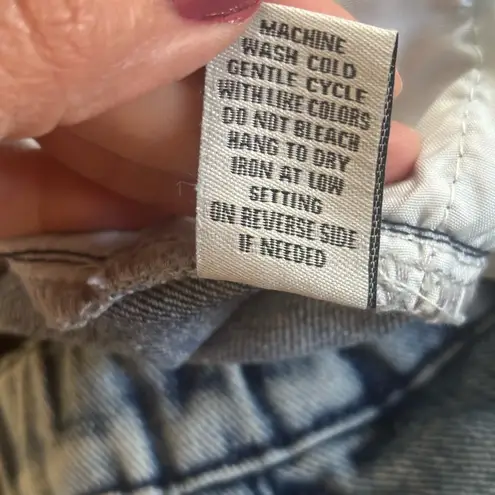 MACHINE
WASH COLD
GENTLE CYCLE
WITH LIKE COLORS
DO NOT BLEACH
HANG TO DRY
IRON AT LOW
SETTING
ON REVERSE SIDE
IF NEEDED